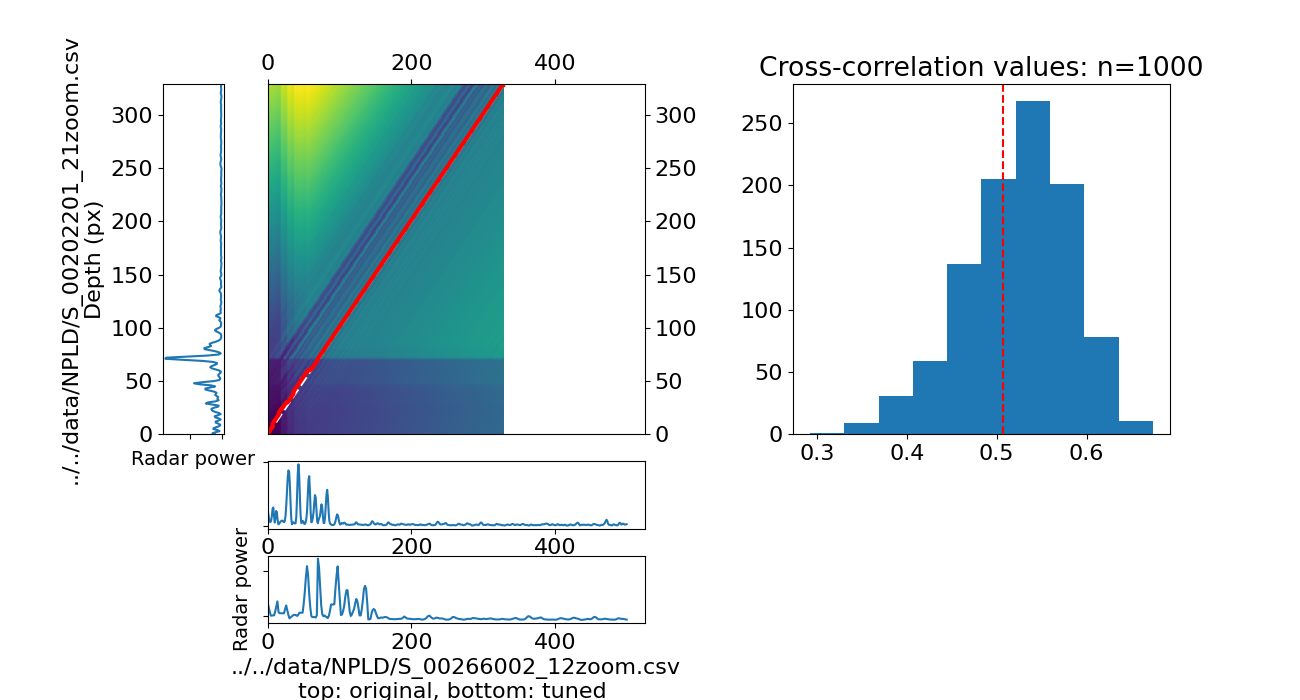 0 200 400
Cross-correlation values: n=1000
../../data/NPLD/S_00202201_21zoom.csv
Depth (px)
300
250
200
150
100
50
0
300
250
200
150
100
50
0
250
200
150
100
50
0
0.3 0.4 0.5 0.6
Radar power
0 200 400
Radar power
0 200 400
../../data/NPLD/S_00266002_12zoom.csv
top: original, bottom: tuned